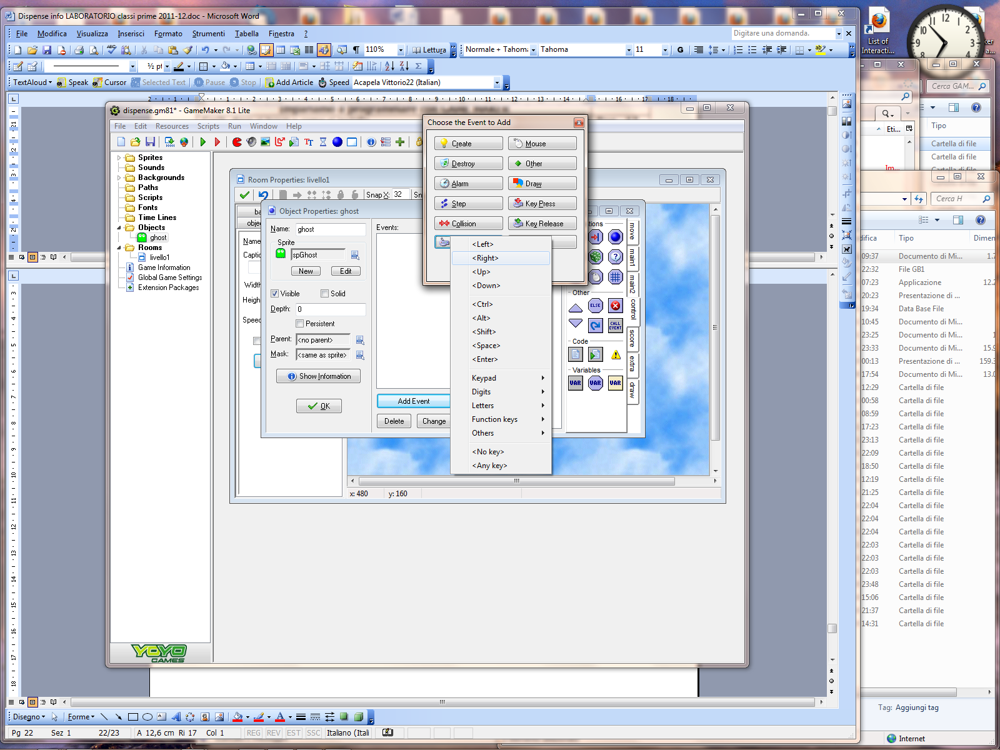 Dispense info LABORATORIO classi prime 2011-12.doc - Microsoft Word
File Modifica Visualizza Inserisci Formato Strumenti Tabella Finestra ?
Digitare una domanda.
110% Lettura Normale + Tahoma Tahoma 11 G
½ pt
TextAloud Speak Cursor Selected Text Pause Stop Add Article Speed Acapela Vittorio22 (Italian)
dispense.gm81* - GameMaker 8.1 Lite
File Edit Resources Scripts Run Window Help
Sprites
Sounds
Backgrounds
Paths
Scripts
Fonts
Time Lines
Objects
ghost
Rooms
livello1
Game Information
Global Game Settings
Extension Packages
YOYO
GAMES
Room Properties: livello1
Snap X: 32
Object Properties: ghost
Name: ghost
Sprite
spGhost
New Edit
Visible Solid
Depth: 0
Persistent
Parent: <no parent>
Mask: <same as sprite>
Show Information
OK
Events:
Add Event
Delete Change
Choose the Event to Add
Create Mouse
Destroy Other
Alarm Draw
Step Key Press
Collision Key Release
<Left>
<Right>
<Up>
<Down>
<Ctrl>
<Alt>
<Shift>
<Space>
<Enter>
Keypad
Digits
Letters
Function keys
Others
<No key>
<Any key>
Other
ELSE
CALL EVENT
Code
Variables
VAR VAR VAR
move
main1
main2
control
score
extra
draw
x: 480 y: 160
List of
Interacti...
Cerca GAM...
Eti...
Tipo
Cartella di file
Cartella di file
Cerca H
Tipo Dimen
09:37 Documento di Mi... 1.7
22:32 File GB1
07:23 Applicazione 12.2
20:23 Presentazione di ...
19:34 Data Base File
10:45 Documento di Mi...
23:25 Documento di Mi... 1
23:33 Documento di Mi... 15.9
00:13 Presentazione di ... 159.3
17:54 Documento di Mi... 13.0
12:29 Cartella di file
00:58 Cartella di file
08:59 Cartella di file
17:23 Cartella di file
23:13 Cartella di file
22:09 Cartella di file
18:50 Cartella di file
12:19 Cartella di file
21:25 Cartella di file
22:04 Cartella di file
22:04 Cartella di file
22:04 Cartella di file
22:03 Cartella di file
22:03 Cartella di file
22:03 Cartella di file
23:48 Cartella di file
15:06 Cartella di file
21:37 Cartella di file
14:31 Cartella di file
Tag: Aggiungi tag
Internet
Disegno Forme
Pg 22 Sez 1 22/23 A 12,6 cm Ri 17 Col 1 REG REV EST SSC Italiano (Itali